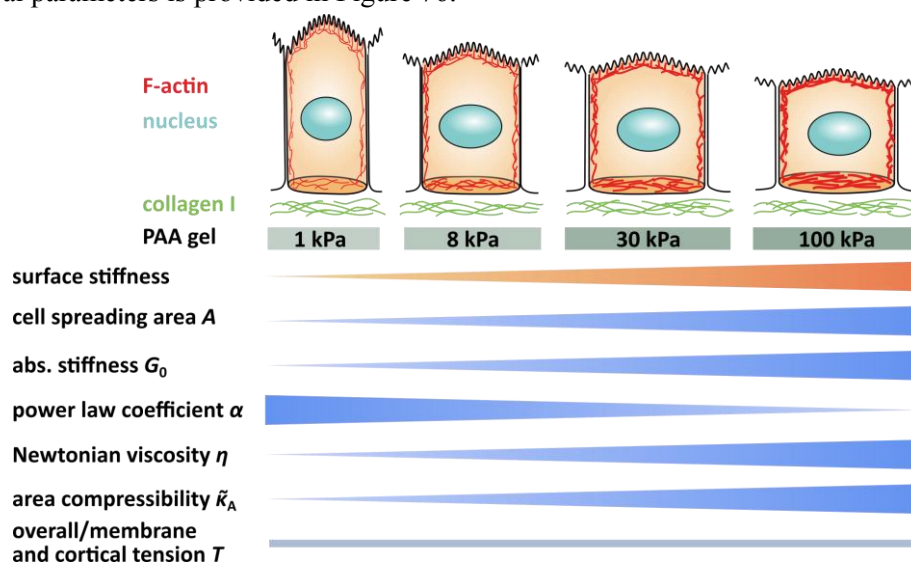 F-actin
nucleus
collagen I
PAA gel
1 kPa
8 kPa
30 kPa
100 kPa
surface stiffness
cell spreading area A
abs. stiffness G₀
power law coefficient α
Newtonian viscosity η
area compressibility κ̃_A
overall/membrane
and cortical tension T